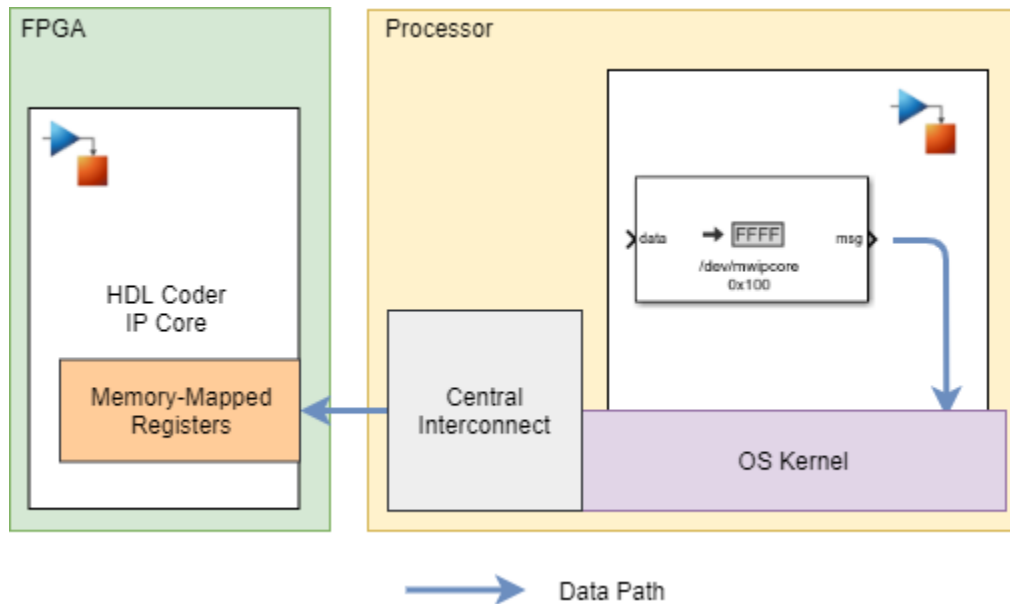 FPGA
Processor
data
FFFF
msg
/dev/mwipcore
0x100
HDL Coder
IP Core
Memory-Mapped
Registers
Central
Interconnect
OS Kernel
Data Path